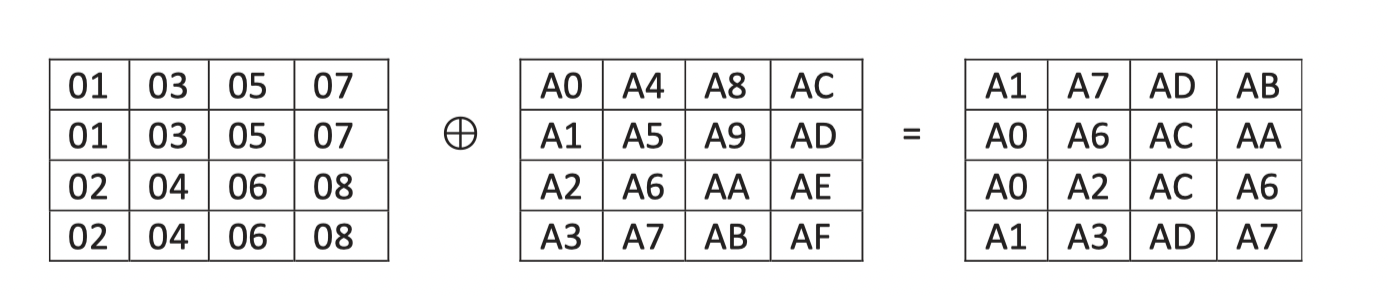 01 03 05 07 A0 A4 A8 AC A1 A7 AD AB
01 03 05 07 ⊕ A1 A5 A9 AD = A0 A6 AC AA
02 04 06 08 A2 A6 AA AE A0 A2 AC A6
02 04 06 08 A3 A7 AB AF A1 A3 AD A7